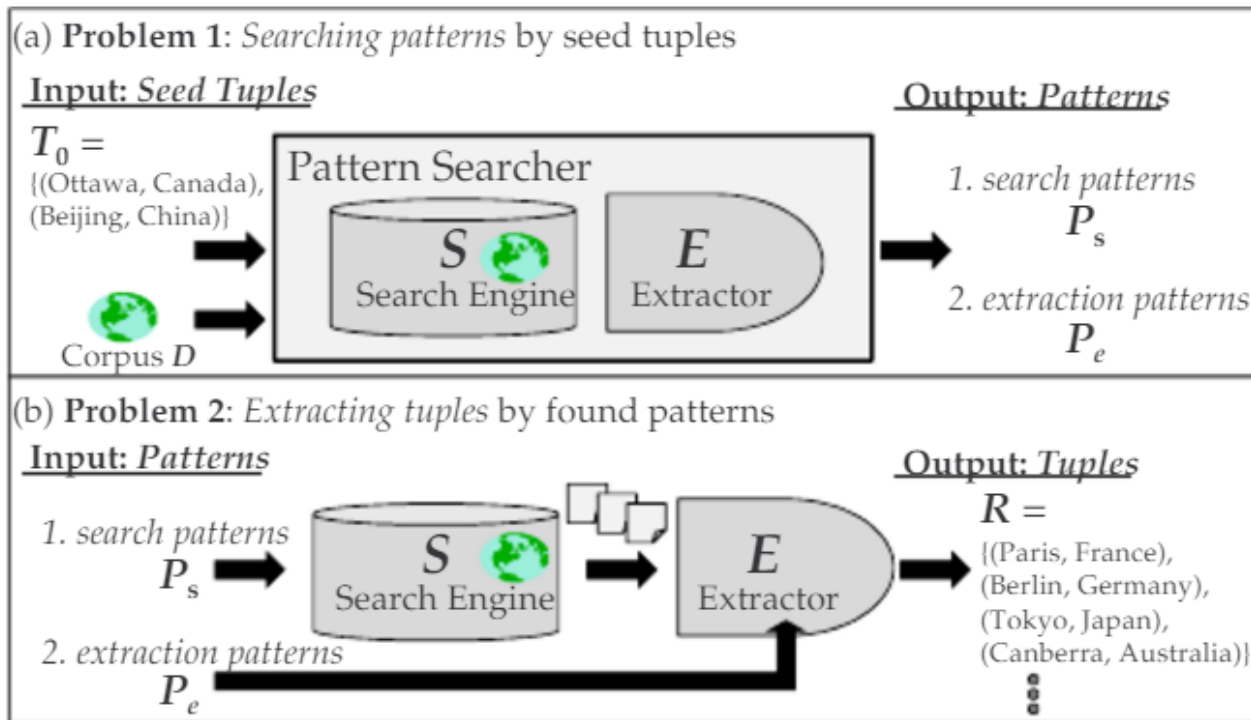 (a) Problem 1: Searching patterns by seed tuples
Input: Seed Tuples
T0 =
{(Ottawa, Canada),
(Beijing, China)}
Corpus D
Pattern Searcher
S
Search Engine
E
Extractor
Output: Patterns
1. search patterns
Ps
2. extraction patterns
Pe
(b) Problem 2: Extracting tuples by found patterns
Input: Patterns
1. search patterns
Ps
2. extraction patterns
Pe
S
Search Engine
E
Extractor
Output: Tuples
R =
{(Paris, France),
(Berlin, Germany),
(Tokyo, Japan),
(Canberra, Australia)}